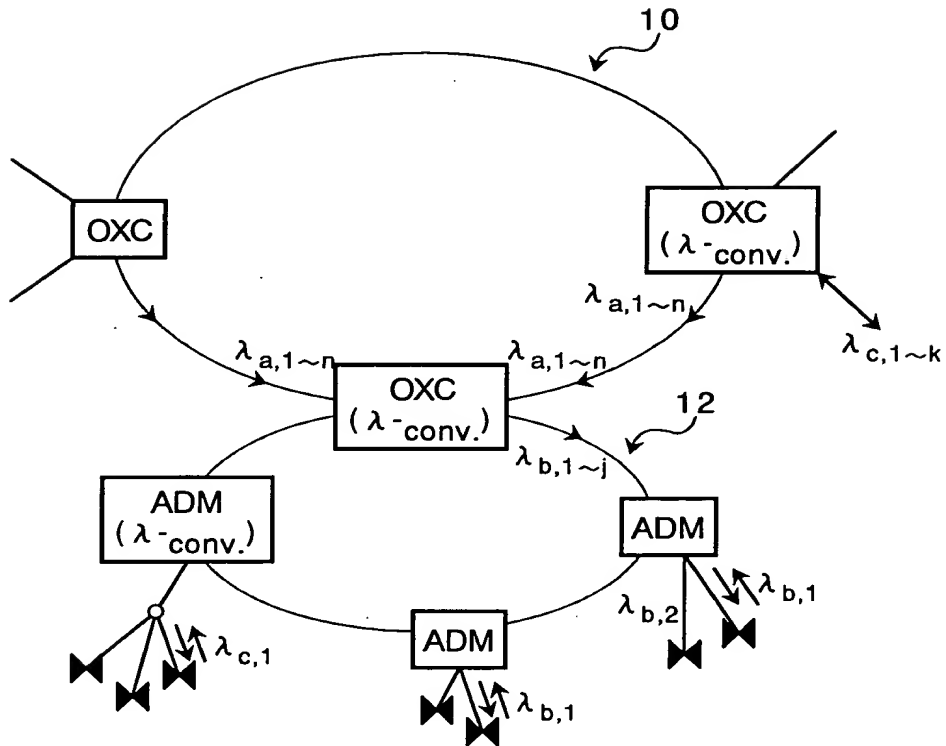 10
OXC
OXC
(λ-conv.)
λa,1~n
λc,1~k
λa,1~n
λa,1~n
OXC
(λ-conv.)
12
λb,1~j
ADM
(λ-conv.)
ADM
λb,1
λb,2
ADM
λc,1
λb,1